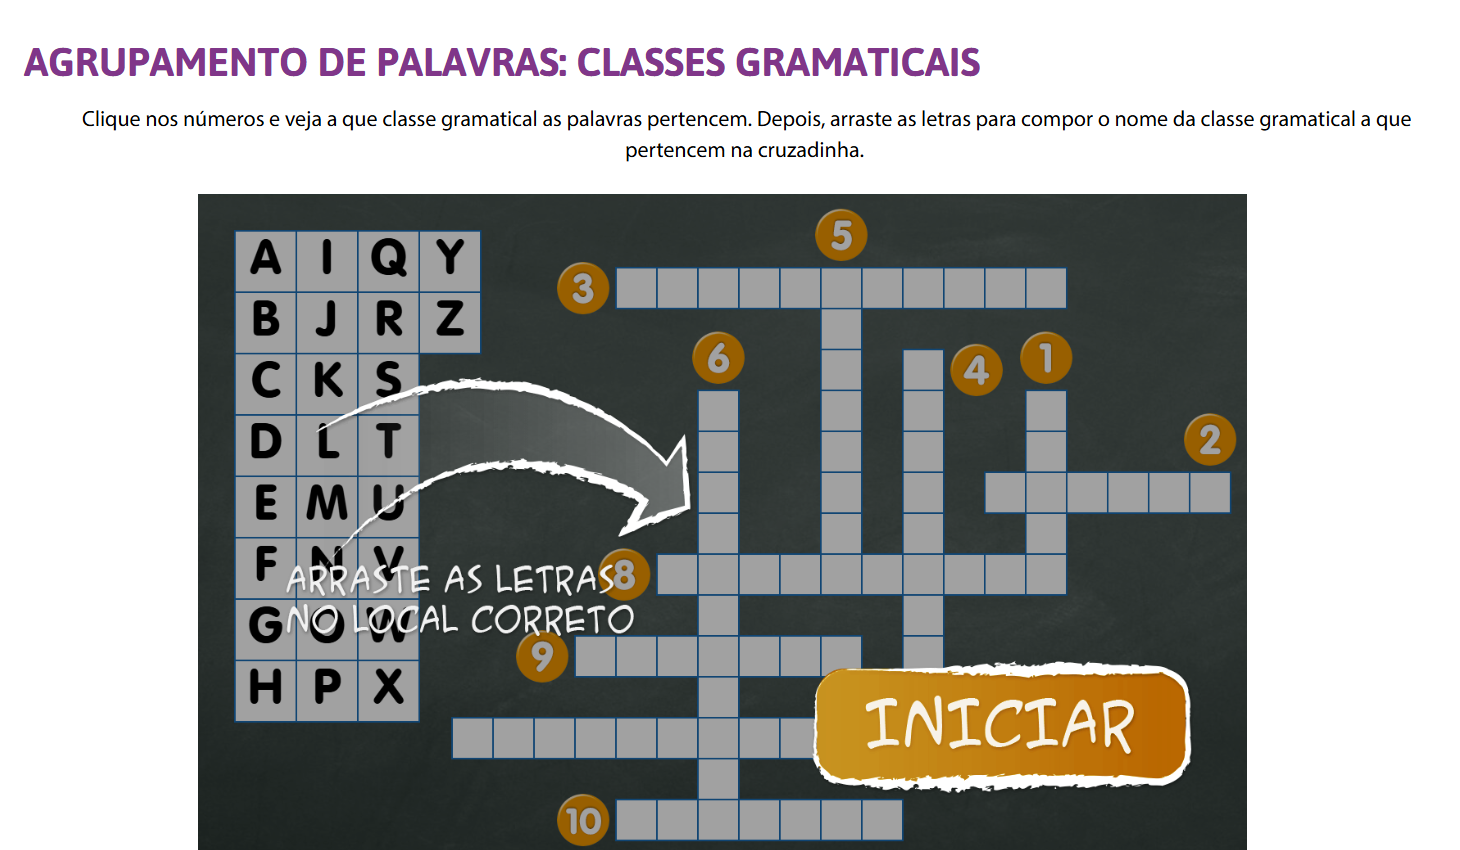 AGRUPAMENTO DE PALAVRAS: CLASSES GRAMATICAIS
Clique nos números e veja a que classe gramatical as palavras pertencem. Depois, arraste as letras para compor o nome da classe gramatical a que
pertencem na cruzadinha.
5
A I Q Y
3
B J R Z
6
4
1
C K S
2
D L T
E M U
F N V
8
ARRASTE AS LETRAS
NO LOCAL CORRETO
G O W
9
H P X
INICIAR
10